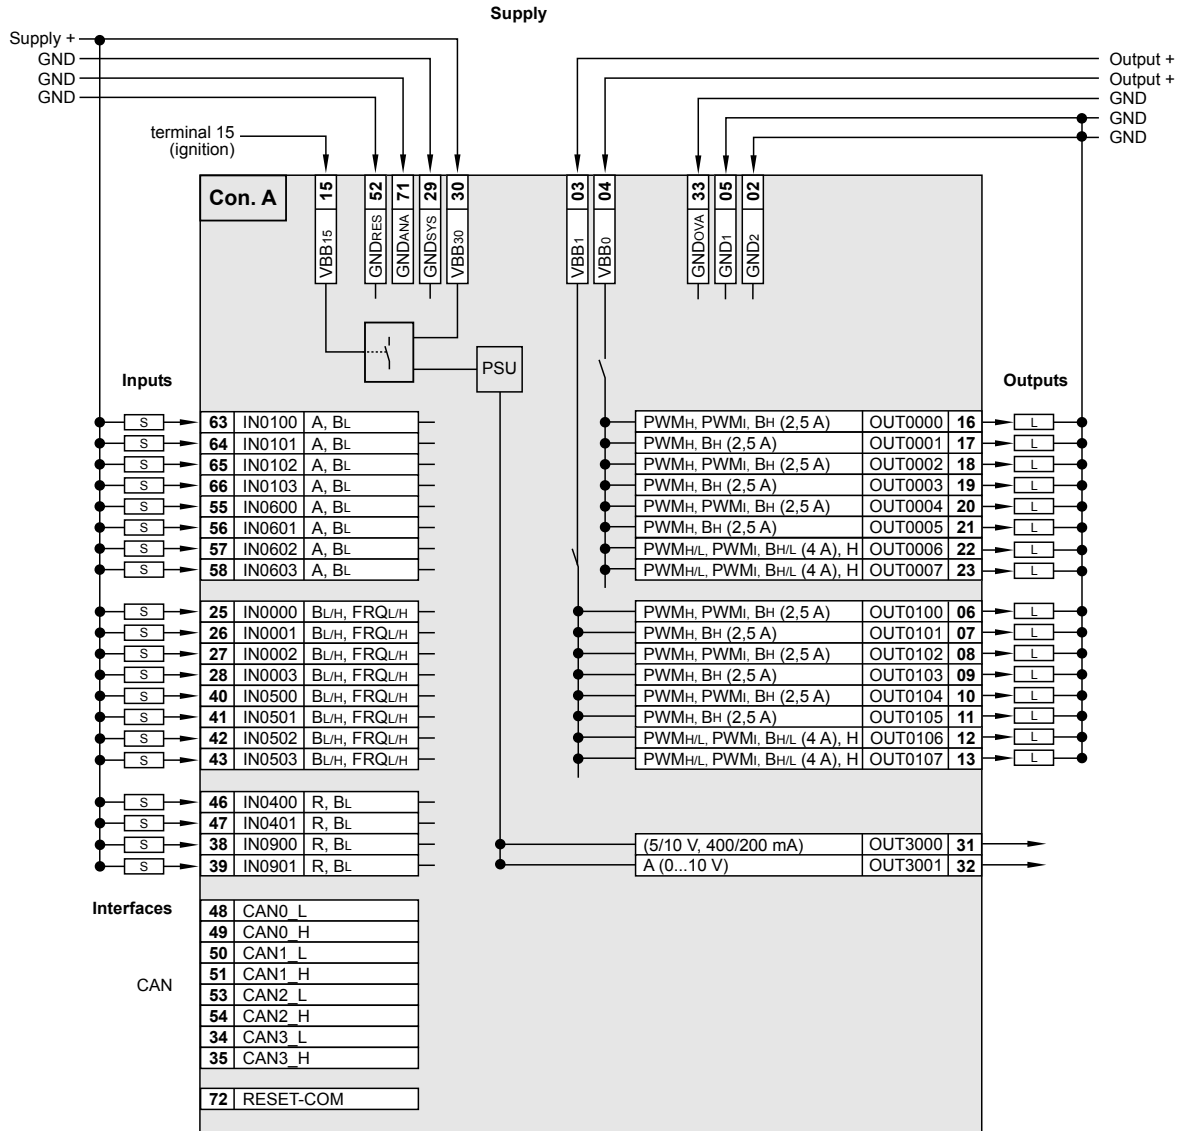 Supply
Supply +
GND
GND
GND
terminal 15
(ignition)
Output +
Output +
GND
GND
GND
Con. A
15 VBB15
52 GNDRES
71 GNDANA
29 GNDSYS
30 VBB30
03 VBB1
04 VBB0
33 GNDOVA
05 GND1
02 GND2
PSU
Inputs
S 63 IN0100 A, BL
S 64 IN0101 A, BL
S 65 IN0102 A, BL
S 66 IN0103 A, BL
S 55 IN0600 A, BL
S 56 IN0601 A, BL
S 57 IN0602 A, BL
S 58 IN0603 A, BL
S 25 IN0000 BL/H, FRQL/H
S 26 IN0001 BL/H, FRQL/H
S 27 IN0002 BL/H, FRQL/H
S 28 IN0003 BL/H, FRQL/H
S 40 IN0500 BL/H, FRQL/H
S 41 IN0501 BL/H, FRQL/H
S 42 IN0502 BL/H, FRQL/H
S 43 IN0503 BL/H, FRQL/H
S 46 IN0400 R, BL
S 47 IN0401 R, BL
S 38 IN0900 R, BL
S 39 IN0901 R, BL
Outputs
PWMH, PWMI, BH (2,5 A) OUT0000 16 L
PWMH, BH (2,5 A) OUT0001 17 L
PWMH, PWMI, BH (2,5 A) OUT0002 18 L
PWMH, BH (2,5 A) OUT0003 19 L
PWMH, PWMI, BH (2,5 A) OUT0004 20 L
PWMH, BH (2,5 A) OUT0005 21 L
PWMH/L, PWMI, BH/L (4 A), H OUT0006 22 L
PWMH/L, PWMI, BH/L (4 A), H OUT0007 23 L
PWMH, PWMI, BH (2,5 A) OUT0100 06 L
PWMH, BH (2,5 A) OUT0101 07 L
PWMH, PWMI, BH (2,5 A) OUT0102 08 L
PWMH, BH (2,5 A) OUT0103 09 L
PWMH, PWMI, BH (2,5 A) OUT0104 10 L
PWMH, BH (2,5 A) OUT0105 11 L
PWMH/L, PWMI, BH/L (4 A), H OUT0106 12 L
PWMH/L, PWMI, BH/L (4 A), H OUT0107 13 L
(5/10 V, 400/200 mA) OUT3000 31
A (0...10 V) OUT3001 32
Interfaces
CAN
48 CAN0_L
49 CAN0_H
50 CAN1_L
51 CAN1_H
53 CAN2_L
54 CAN2_H
34 CAN3_L
35 CAN3_H
72 RESET-COM